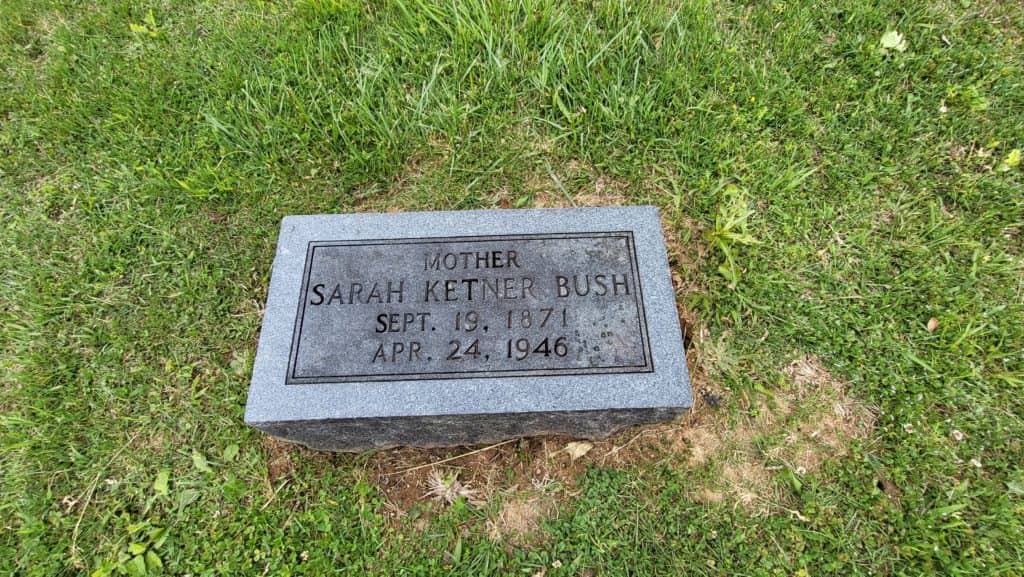 MOTHER
SARAH KETNER BUSH
SEPT. 19, 1871
APR. 24, 1946